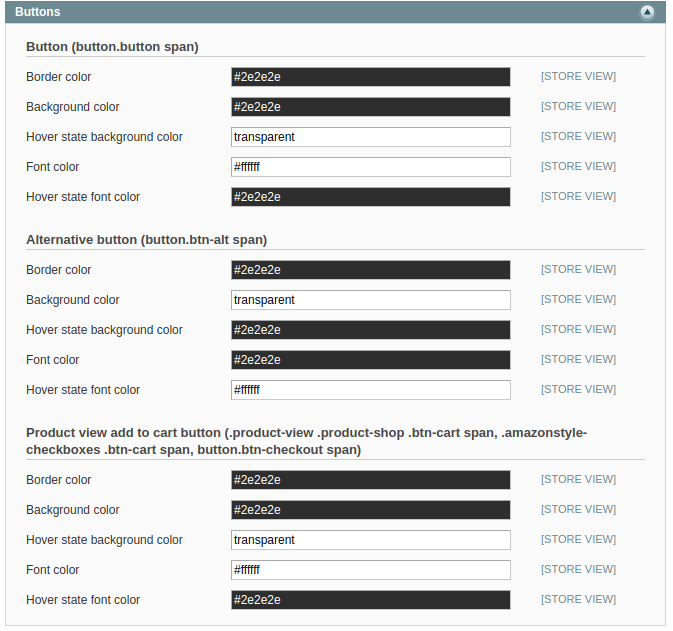 Buttons
Button (button.button span)
Border color #2e2e2e [STORE VIEW]
Background color #2e2e2e [STORE VIEW]
Hover state background color transparent [STORE VIEW]
Font color #ffffff [STORE VIEW]
Hover state font color #2e2e2e [STORE VIEW]
Alternative button (button.btn-alt span)
Border color #2e2e2e [STORE VIEW]
Background color transparent [STORE VIEW]
Hover state background color #2e2e2e [STORE VIEW]
Font color #2e2e2e [STORE VIEW]
Hover state font color #ffffff [STORE VIEW]
Product view add to cart button (.product-view .product-shop .btn-cart span, .amazonstyle-
checkboxes .btn-cart span, button.btn-checkout span)
Border color #2e2e2e [STORE VIEW]
Background color #2e2e2e [STORE VIEW]
Hover state background color transparent [STORE VIEW]
Font color #ffffff [STORE VIEW]
Hover state font color #2e2e2e [STORE VIEW]